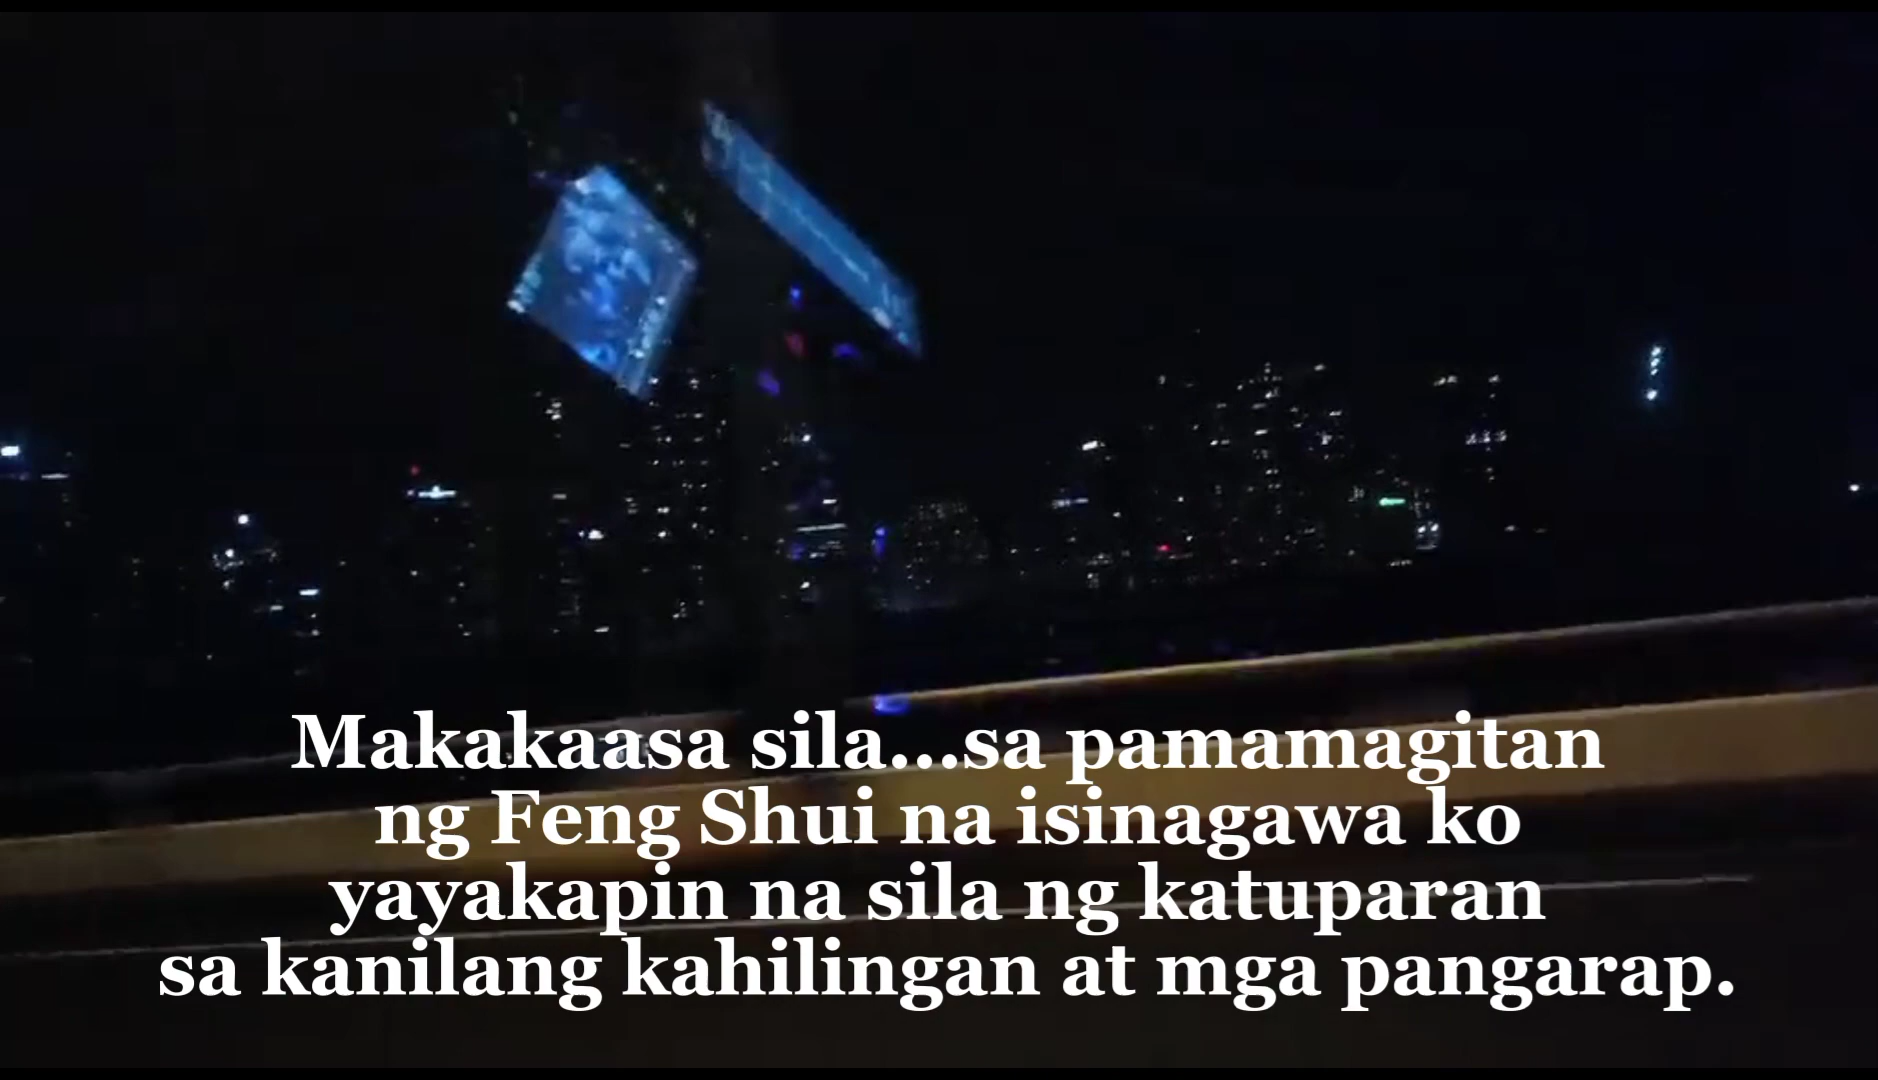 Makakaasa sila...sa pamamagitan
ng Feng Shui na isinagawa ko
yayakapin na sila ng katuparan
sa kanilang kahilingan at mga pangarap.